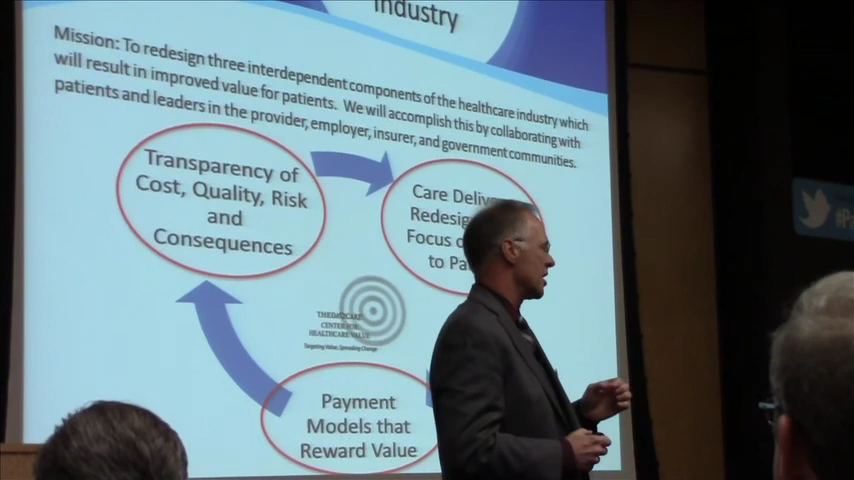 Industry
Mission: To redesign three interdependent components of the healthcare industry which
will result in improved value for patients. We will accomplish this by collaborating with
patients and leaders in the provider, employer, insurer, and government communities.
Transparency of
Cost, Quality, Risk
and
Consequences
Care
Focus
to
THEDACARE
CENTER FOR
HEALTHCARE VALUE
Targeting Value, Spreading Change
Payment
Models that
Reward Value